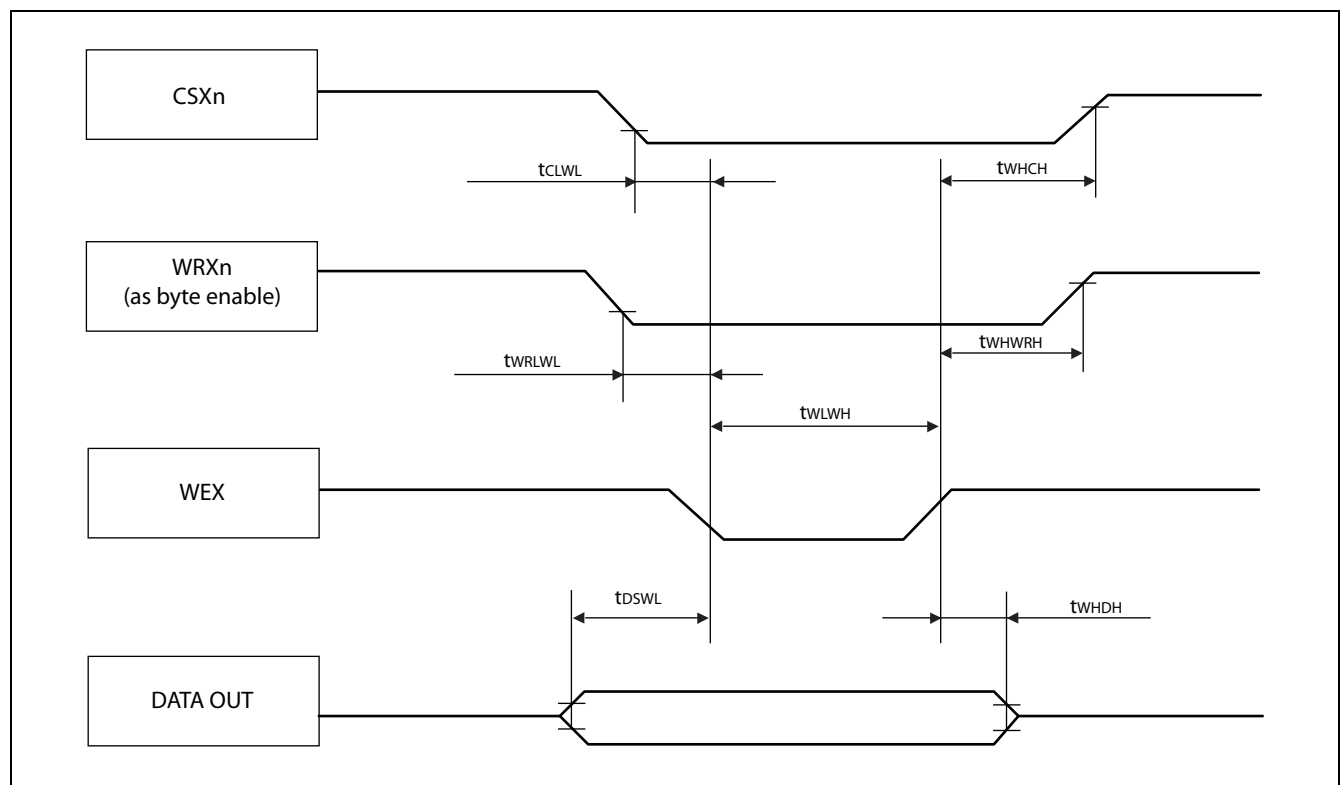 CSXn
tCLWL
tWHCH
WRXn
(as byte enable)
tWHWRH
tWRLWL
tWLWH
WEX
tDSWL
tWHDH
DATA OUT